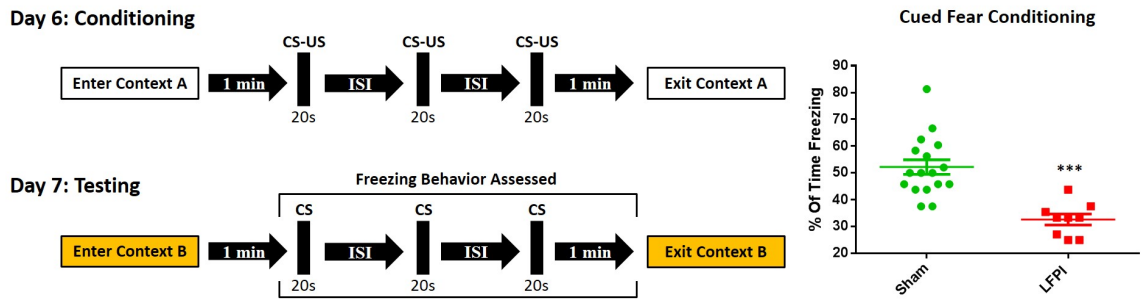 Day 6: Conditioning
CS-US CS-US CS-US
Enter Context A 1 min ISI ISI 1 min Exit Context A
20s 20s 20s
Day 7: Testing
Freezing Behavior Assessed
CS CS CS
Enter Context B 1 min ISI ISI 1 min Exit Context B
20s 20s 20s
Cued Fear Conditioning
% Of Time Freezing
90
80
70
60
50
40
30
20
***
Sham LFPI